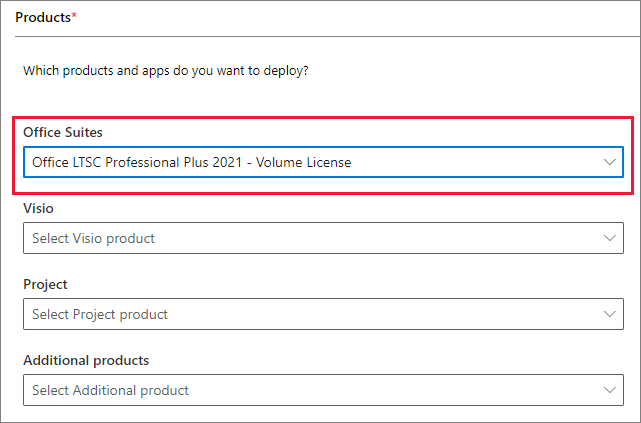 Products*
Which products and apps do you want to deploy?
Office Suites
Office LTSC Professional Plus 2021 - Volume License
Visio
Select Visio product
Project
Select Project product
Additional products
Select Additional product